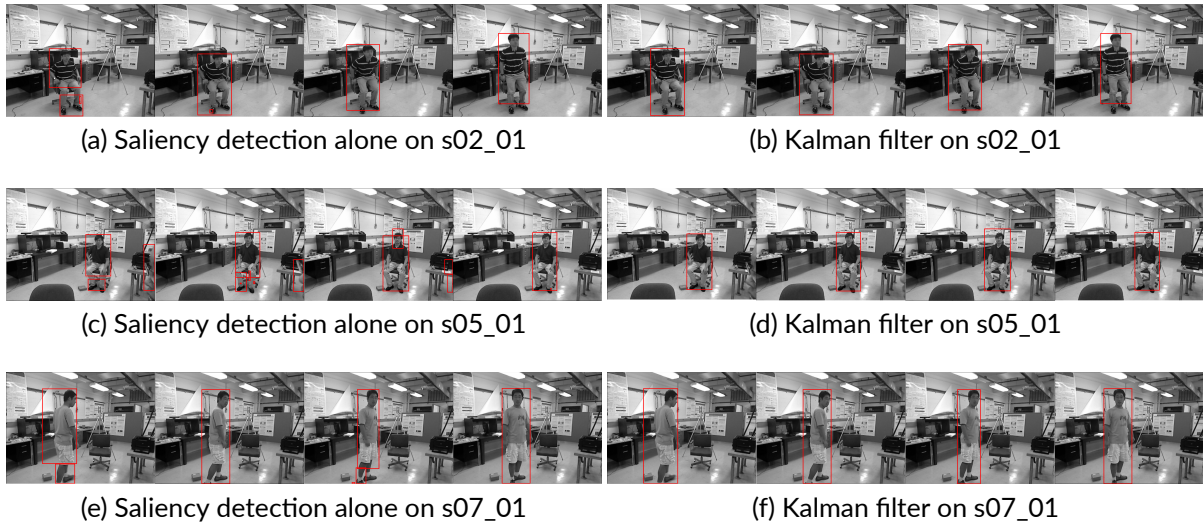 (a) Saliency detection alone on s02_01
(b) Kalman filter on s02_01
(c) Saliency detection alone on s05_01
(d) Kalman filter on s05_01
(e) Saliency detection alone on s07_01
(f) Kalman filter on s07_01